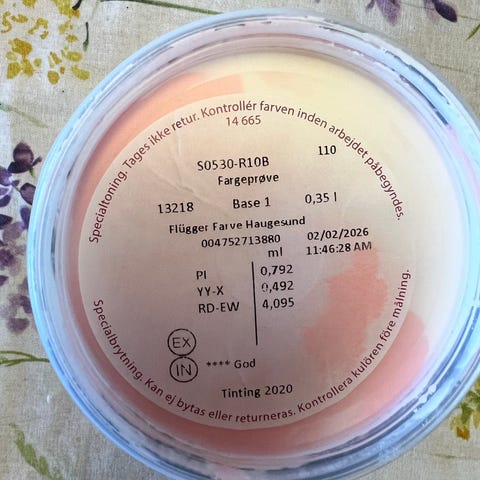 Specialtoning. Tages ikke retur. Kontrollér farven inden arbejdet påbegyndes.
14 665
S0530-R10B 110
Fargeprøve
13218 Base 1 0,35 l
Flügger Farve Haugesund
004752713880 02/02/2026
ml 11:46:28 AM
PI 0,792
YY-X 0,492
RD-EW 4,095
EX
IN **** God
Tinting 2020
Specialbrytning. Kan ej bytas eller returneras. Kontrollera kulören före målning.